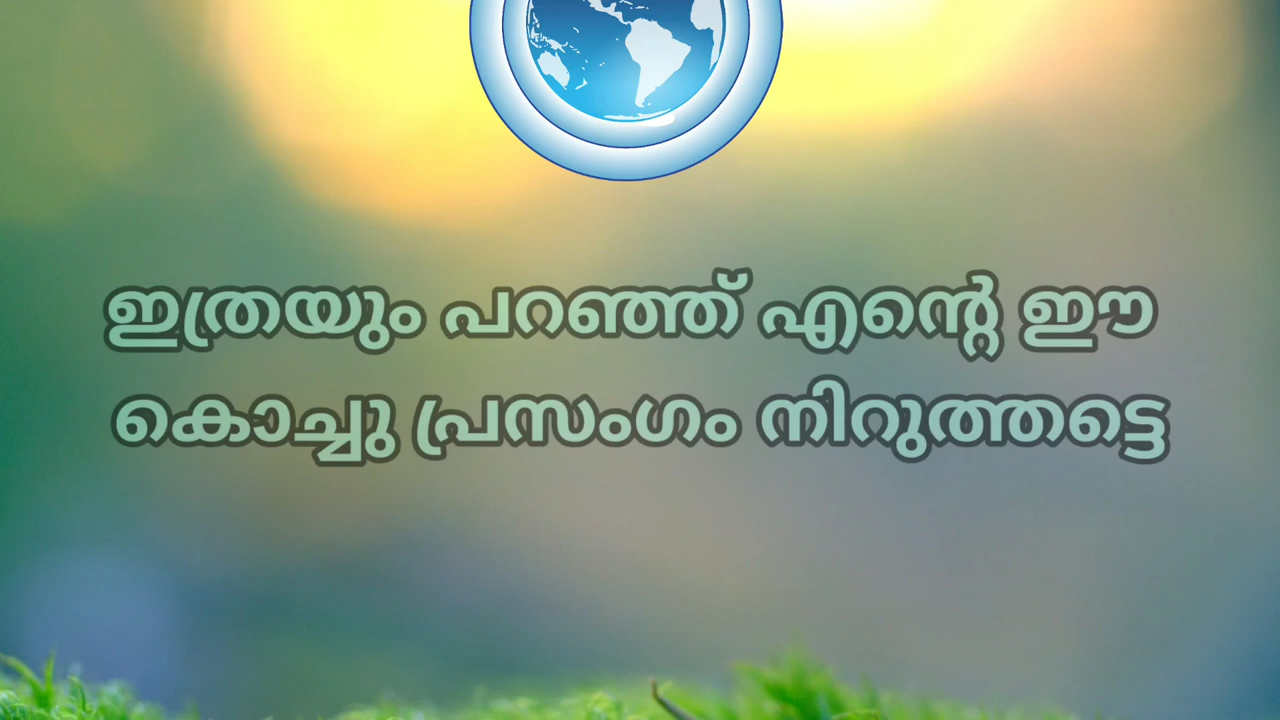 ഇത്രയും പറഞ്ഞ് എന്റെ ഈ
കൊച്ചു പ്രസംഗം നിറുത്തട്ടെ